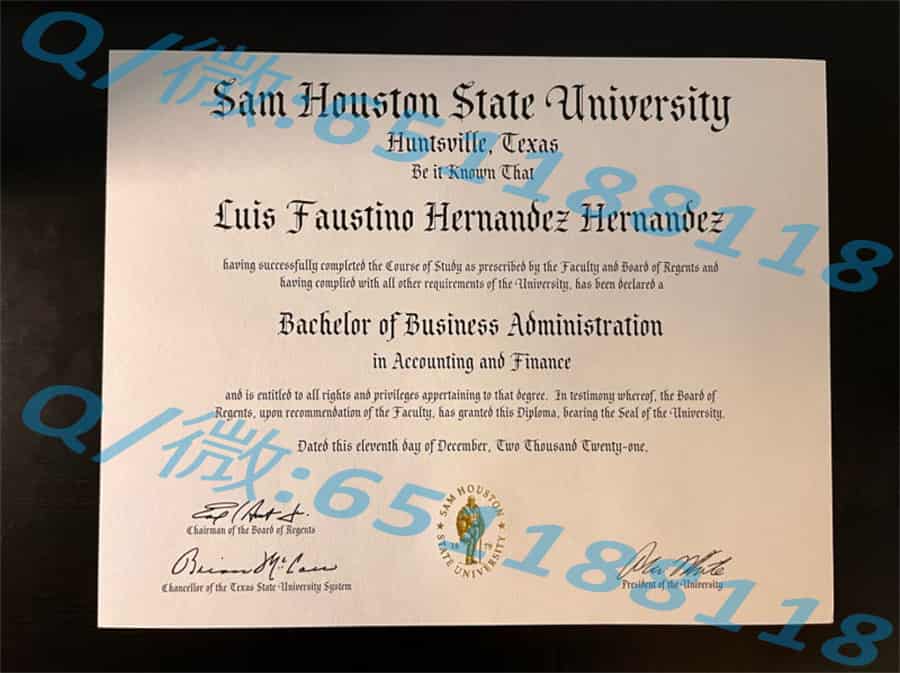 Q/微:65118118
Sam Houston State University
Huntsville, Texas
Be it Known That
Luis Faustino Hernandez Hernandez
having successfully completed the Course of Study as prescribed by the Faculty and Board of Regents and
having complied with all other requirements of the University, has been declared a
Bachelor of Business Administration
in Accounting and Finance
and is entitled to all rights and privileges appertaining to that degree. In testimony whereof, the Board of
Regents, upon recommendation of the Faculty, has granted this Diploma, bearing the Seal of the University.
Dated this eleventh day of December, Two Thousand Twenty-one.
Q/微:65118118
SAM HOUSTON
STATE UNIVERSITY
Chairman of the Board of Regents
Brian McCall
Chancellor of the Texas State University System
President of the University